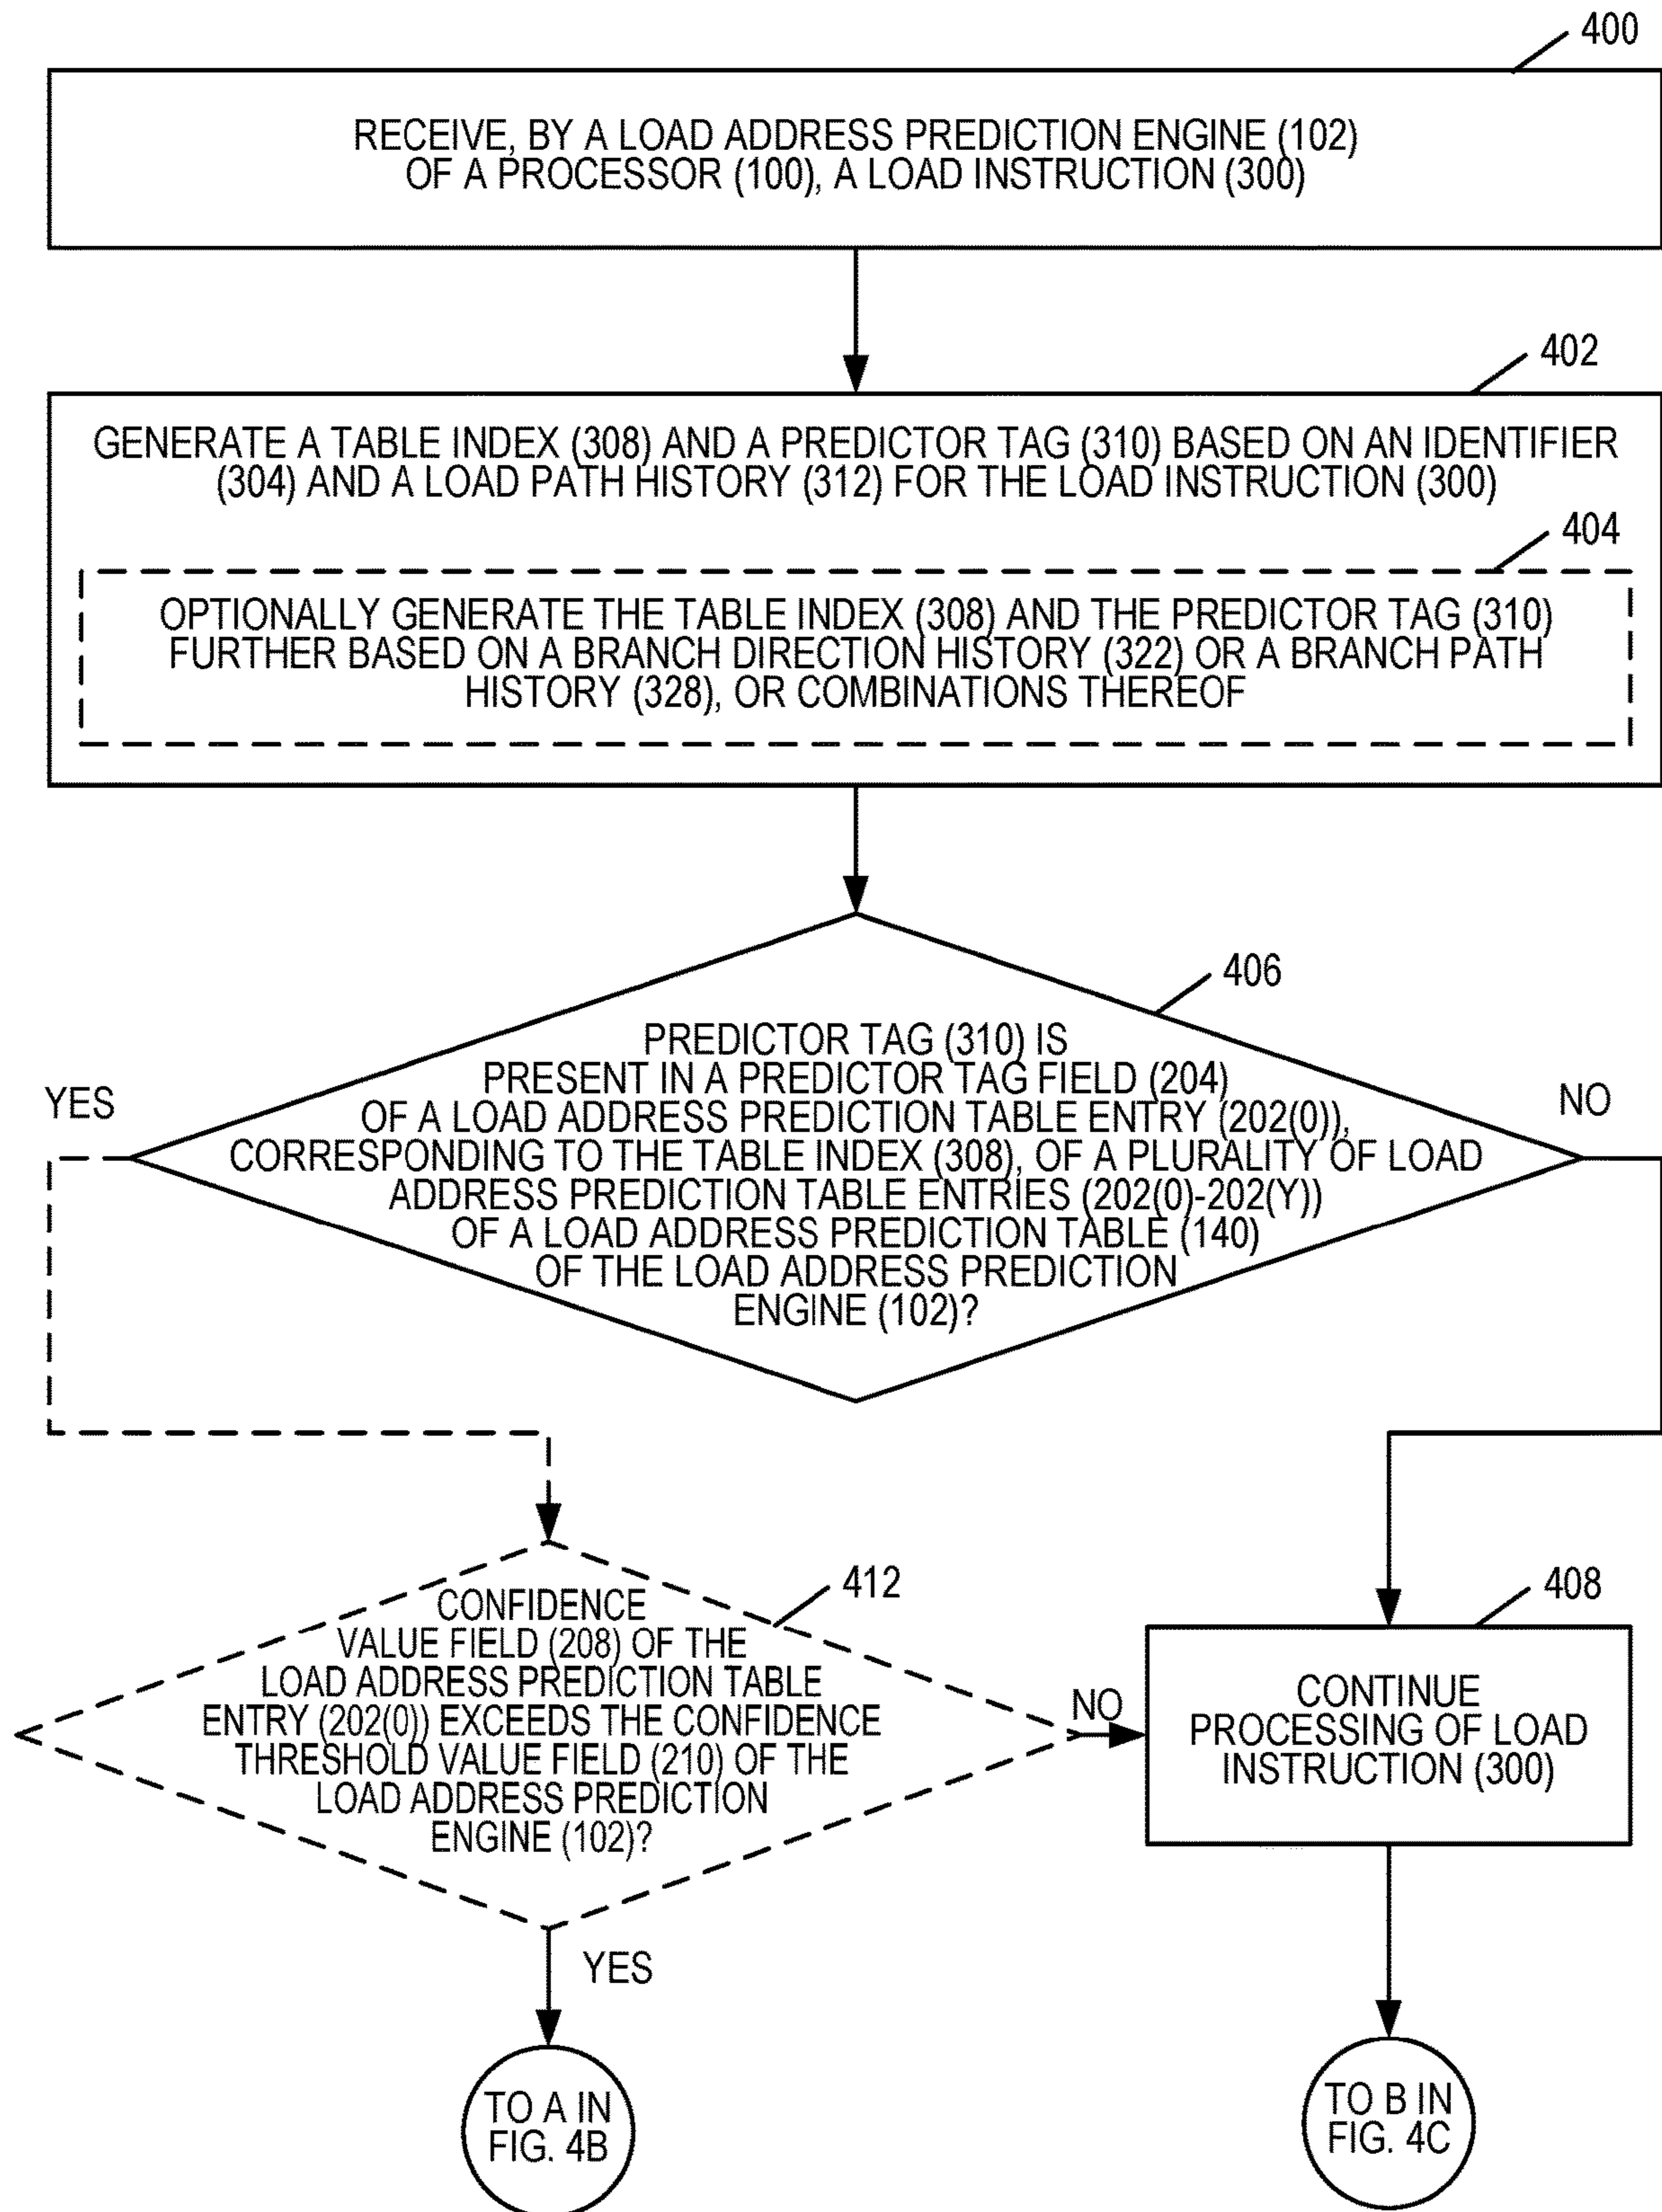 400
RECEIVE, BY A LOAD ADDRESS PREDICTION ENGINE (102)
OF A PROCESSOR (100), A LOAD INSTRUCTION (300)
402
GENERATE A TABLE INDEX (308) AND A PREDICTOR TAG (310) BASED ON AN IDENTIFIER
(304) AND A LOAD PATH HISTORY (312) FOR THE LOAD INSTRUCTION (300)
404
OPTIONALLY GENERATE THE TABLE INDEX (308) AND THE PREDICTOR TAG (310)
FURTHER BASED ON A BRANCH DIRECTION HISTORY (322) OR A BRANCH PATH
HISTORY (328), OR COMBINATIONS THEREOF
406
PREDICTOR TAG (310) IS
PRESENT IN A PREDICTOR TAG FIELD (204)
OF A LOAD ADDRESS PREDICTION TABLE ENTRY (202(0)),
CORRESPONDING TO THE TABLE INDEX (308), OF A PLURALITY OF LOAD
ADDRESS PREDICTION TABLE ENTRIES (202(0)-202(Y))
OF A LOAD ADDRESS PREDICTION TABLE (140)
OF THE LOAD ADDRESS PREDICTION
ENGINE (102)?
YES
NO
412
CONFIDENCE
VALUE FIELD (208) OF THE
LOAD ADDRESS PREDICTION TABLE
ENTRY (202(0)) EXCEEDS THE CONFIDENCE
THRESHOLD VALUE FIELD (210) OF THE
LOAD ADDRESS PREDICTION
ENGINE (102)?
NO
408
CONTINUE
PROCESSING OF LOAD
INSTRUCTION (300)
YES
TO A IN
FIG. 4B
TO B IN
FIG. 4C